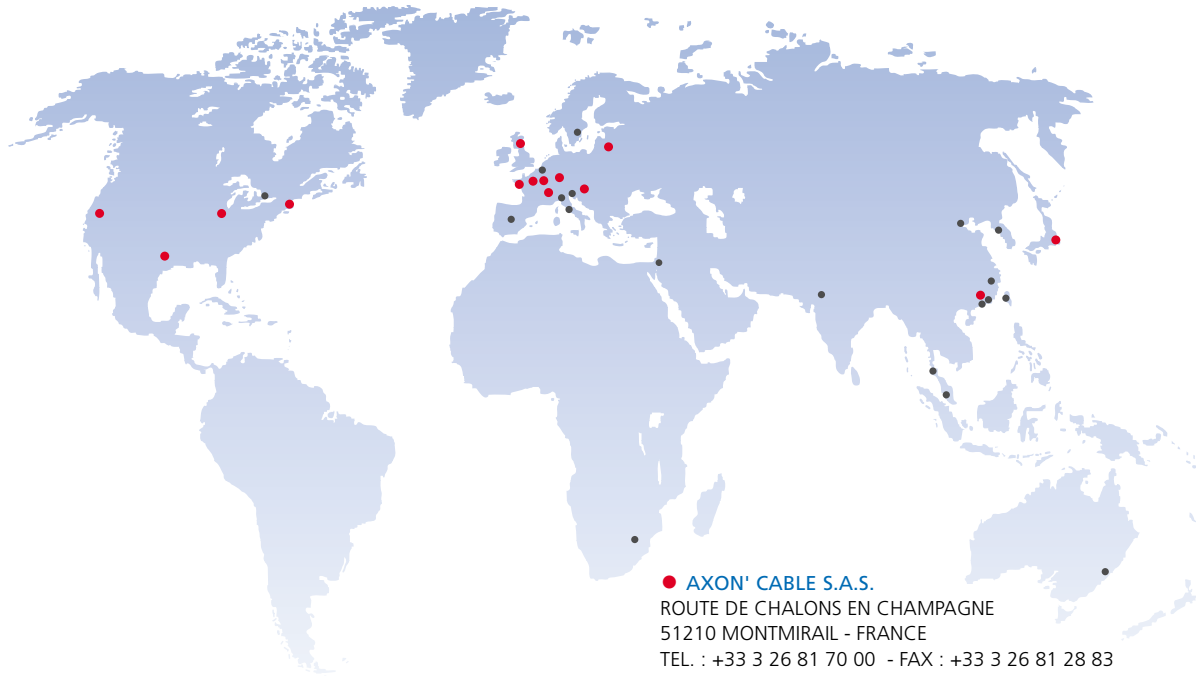 AXON' CABLE S.A.S.
ROUTE DE CHALONS EN CHAMPAGNE
51210 MONTMIRAIL - FRANCE
TEL. : +33 3 26 81 70 00 - FAX : +33 3 26 81 28 83